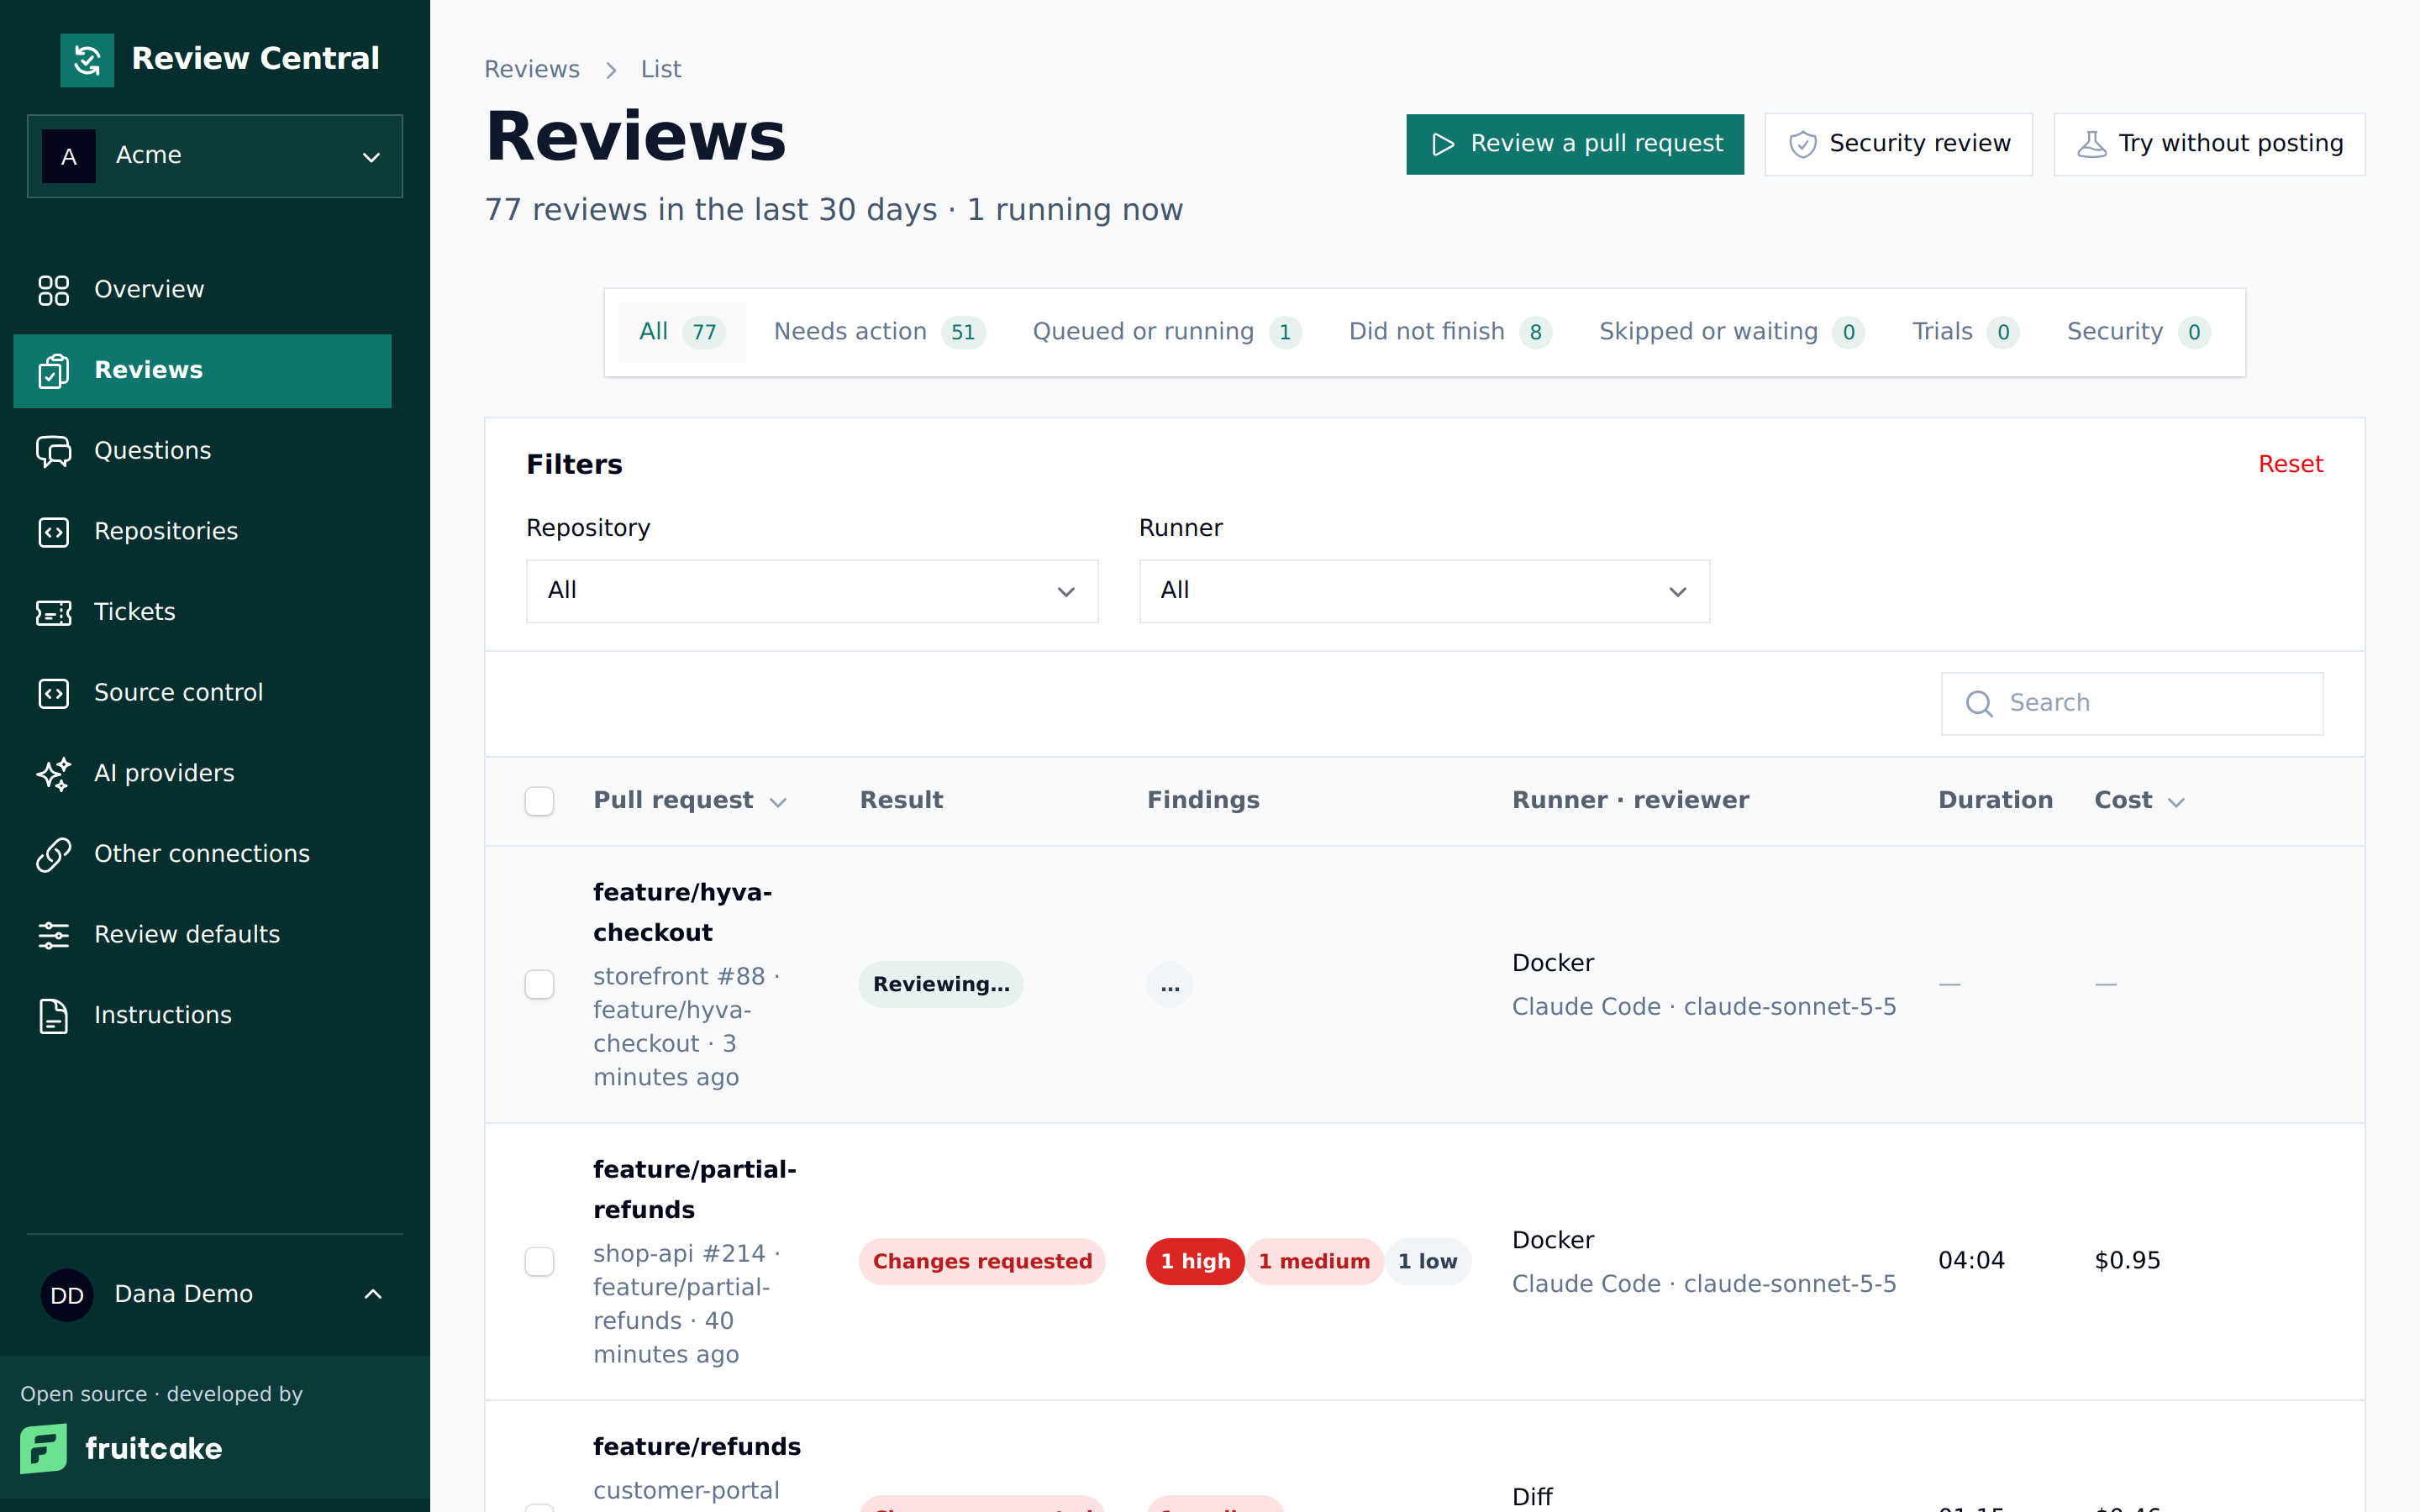 Review Central
A
Acme
Overview
Reviews
Questions
Repositories
Tickets
Source control
AI providers
Other connections
Review defaults
Instructions
DD
Dana Demo
Open source · developed by
fruitcake
Reviews
List
Reviews
77 reviews in the last 30 days · 1 running now
Review a pull request
Security review
Try without posting
All 77
Needs action 51
Queued or running 1
Did not finish 8
Skipped or waiting 0
Trials 0
Security 0
Filters
Reset
Repository
Runner
All
All
Search
Pull request
Result
Findings
Runner · reviewer
Duration
Cost
feature/hyva-
checkout
storefront #88 ·
feature/hyva-
checkout · 3
minutes ago
Reviewing…
…
Docker
Claude Code · claude-sonnet-5-5
—
—
feature/partial-
refunds
shop-api #214 ·
feature/partial-
refunds · 40
minutes ago
Changes requested
1 high
1 medium
1 low
Docker
Claude Code · claude-sonnet-5-5
04:04
$0.95
feature/refunds
customer-portal
Diff